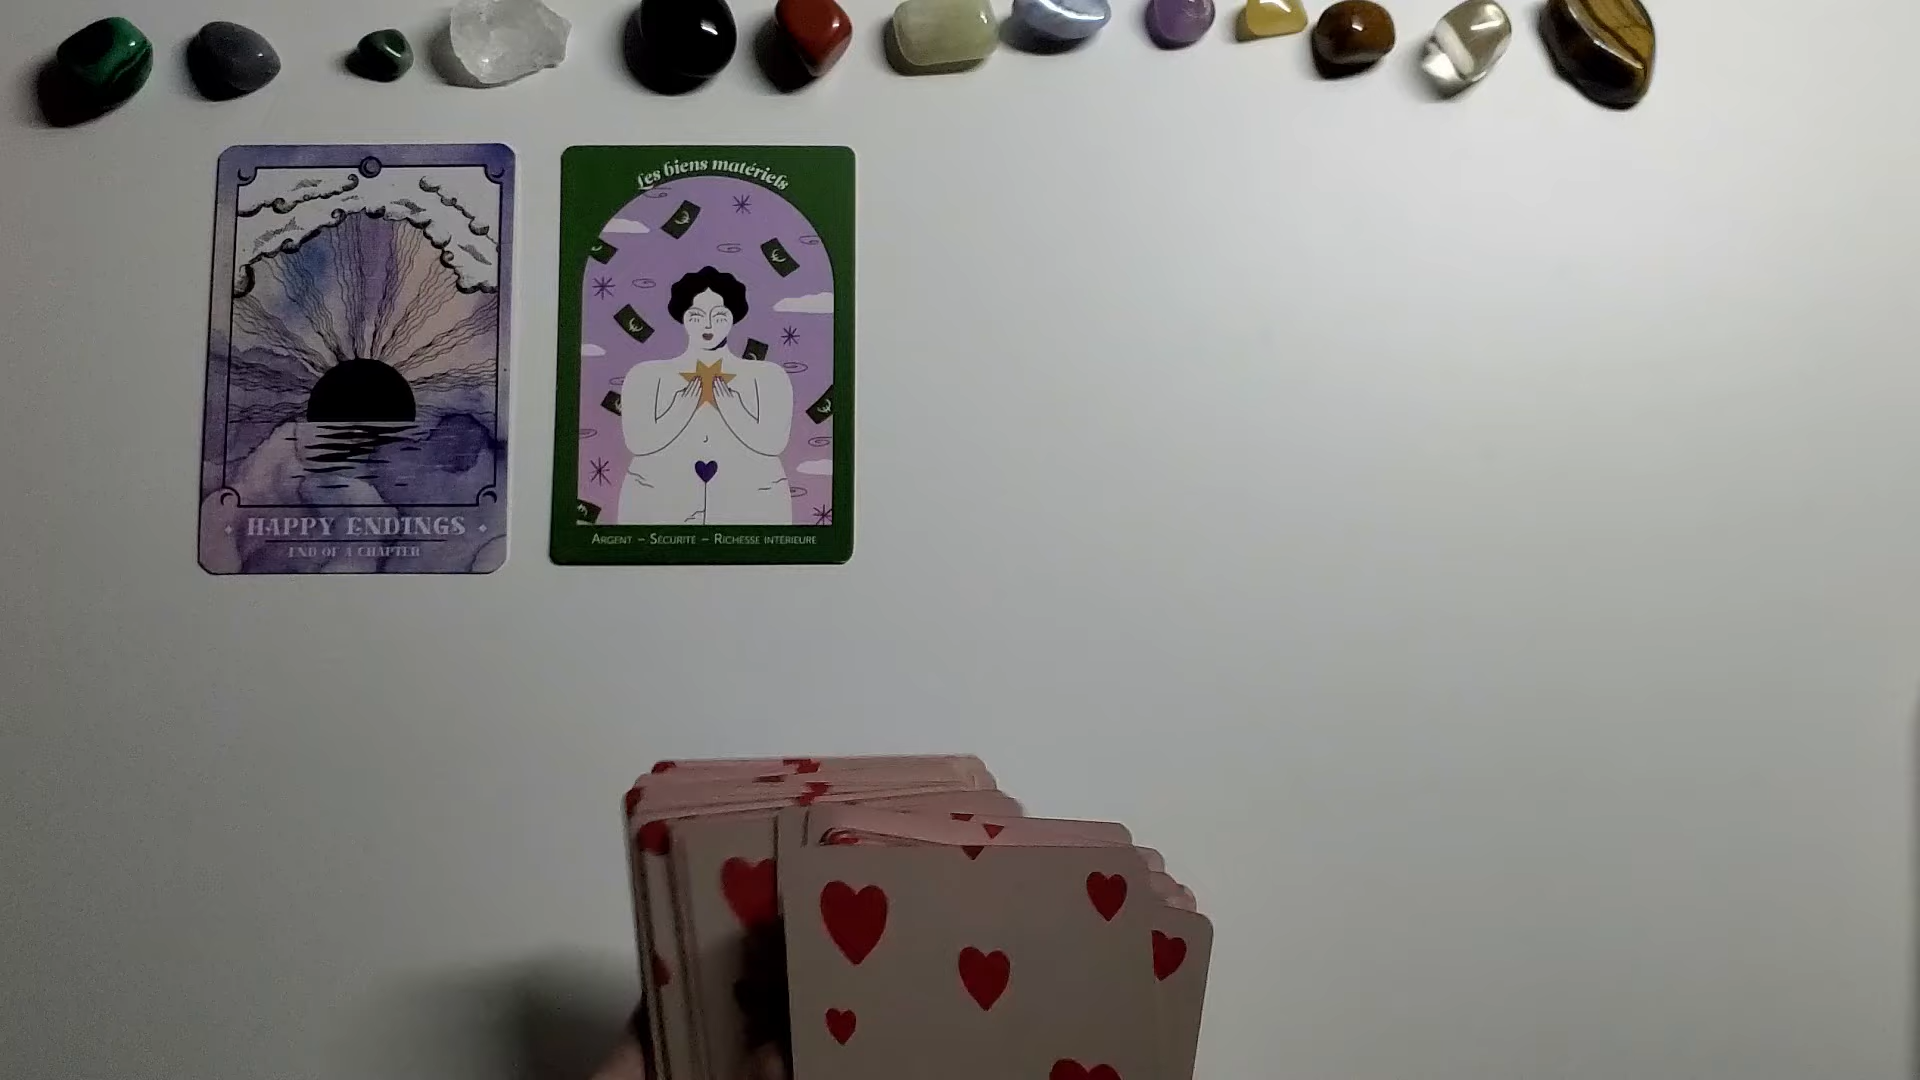 HAPPY ENDINGS
END OF A CHAPTER
Les biens matériels
ARGENT – SÉCURITÉ – RICHESSE INTÉRIEURE